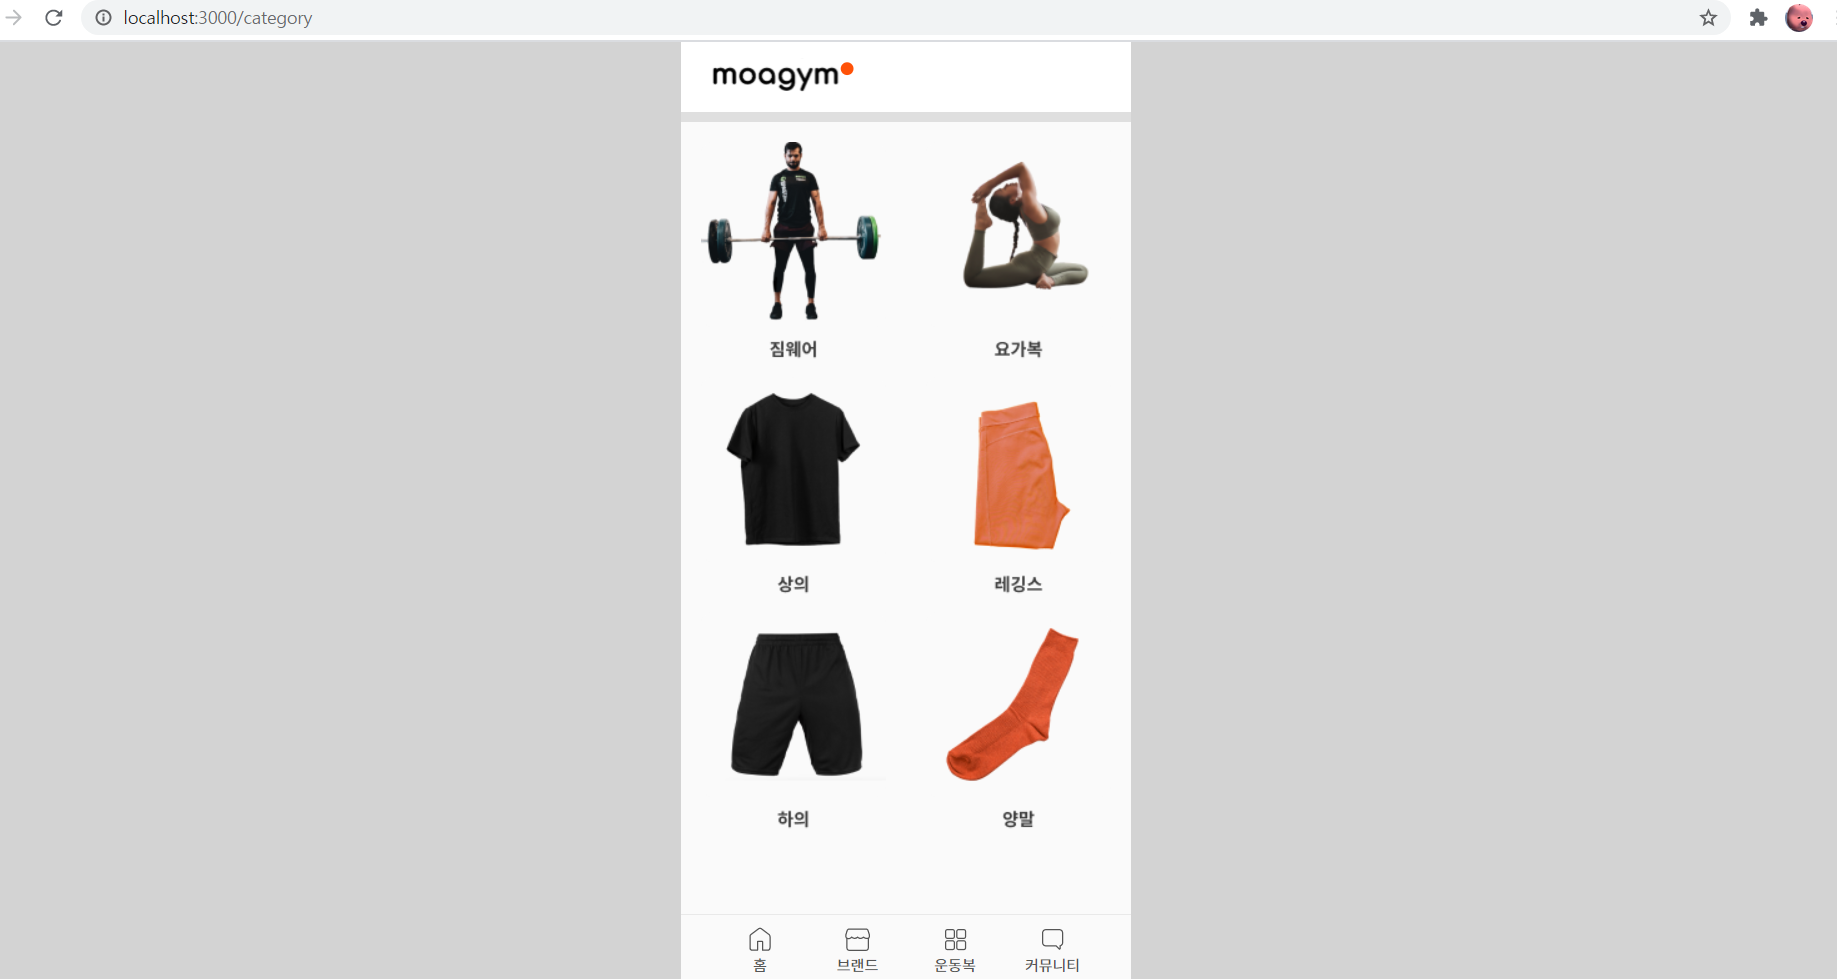 localhost:3000/category
moagym
짐웨어 요가복
상의 레깅스
하의 양말
홈 브랜드 운동복 커뮤니티